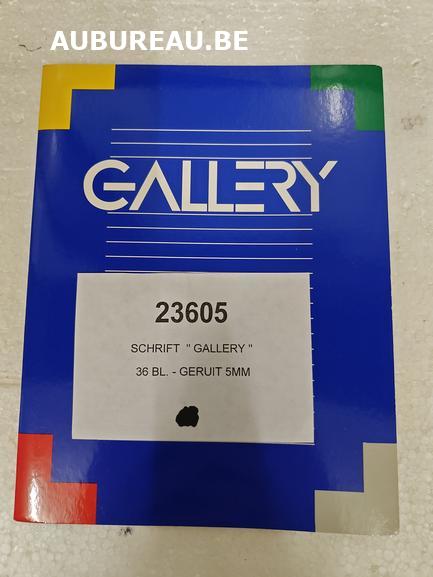 AUBUREAU.BE
GALLERY
23605
SCHRIFT " GALLERY "
36 BL. - GERUIT 5MM